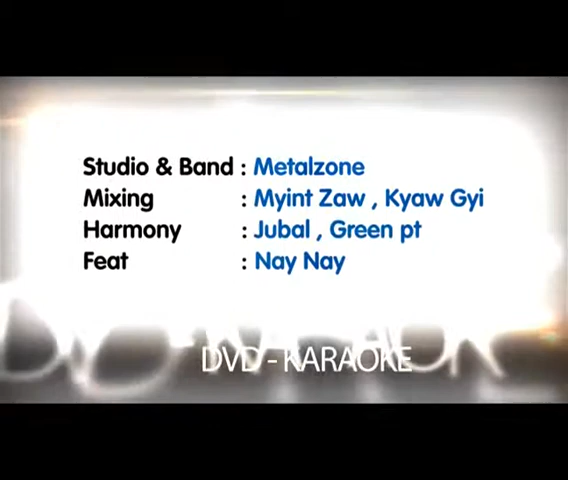 Studio & Band : Metalzone
Mixing : Myint Zaw , Kyaw Gyi
Harmony : Jubal , Green pt
Feat : Nay Nay
DVD - KARAOKE